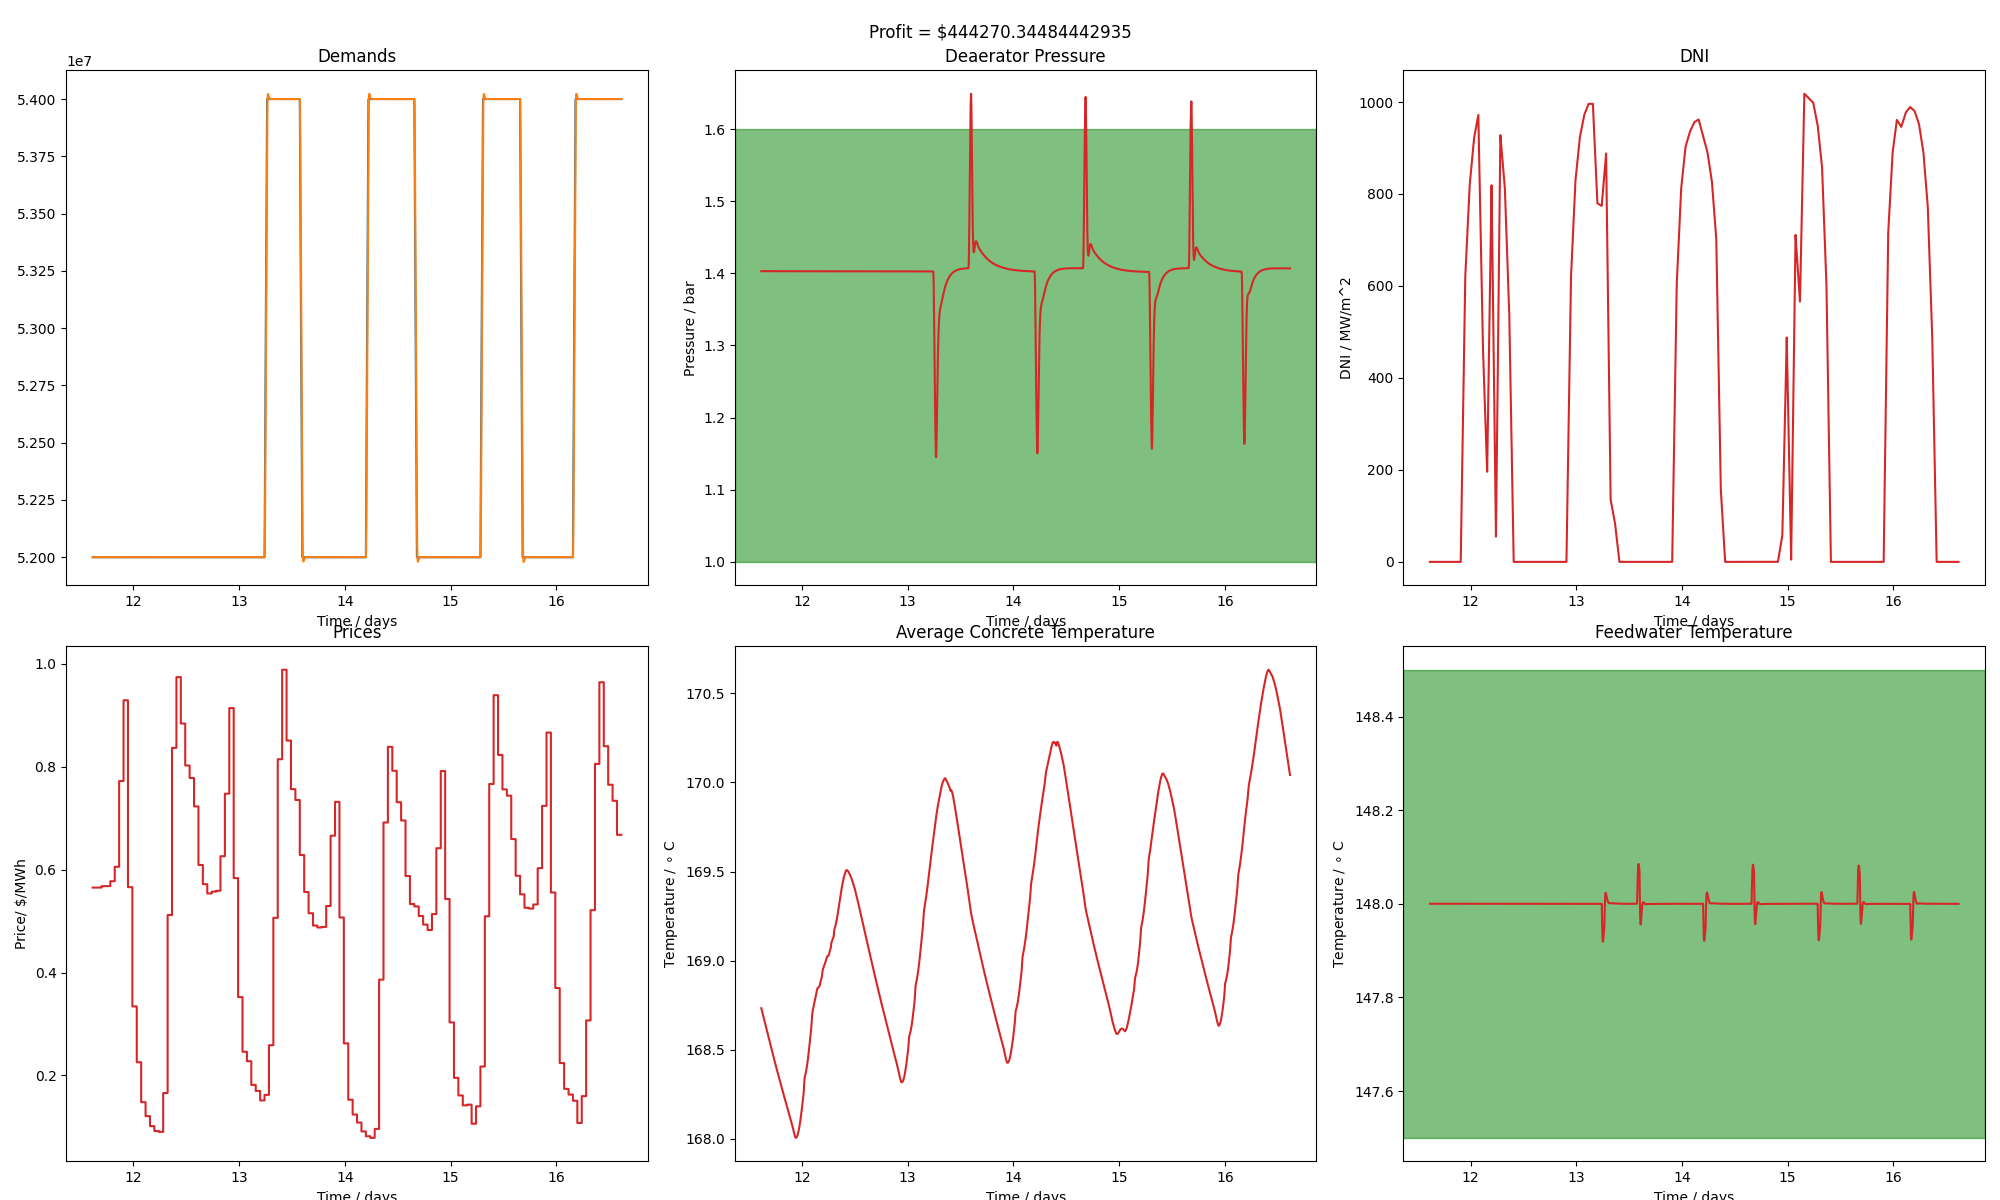 Profit = $444270.34484442935
Demands
1e7
5.400
5.375
5.350
5.325
5.300
5.275
5.250
5.225
5.200
12 13 14 15 16
Time / days
Deaerator Pressure
Pressure / bar
1.6
1.5
1.4
1.3
1.2
1.1
1.0
12 13 14 15 16
Time / days
DNI
DNI / MW/m^2
1000
800
600
400
200
0
12 13 14 15 16
Time / days
Prices
Price/ $/MWh
1.0
0.8
0.6
0.4
0.2
12 13 14 15 16
Time / days
Average Concrete Temperature
Temperature / ∘ C
170.5
170.0
169.5
169.0
168.5
168.0
12 13 14 15 16
Time / days
Feedwater Temperature
Temperature / ∘ C
148.4
148.2
148.0
147.8
147.6
12 13 14 15 16
Time / days